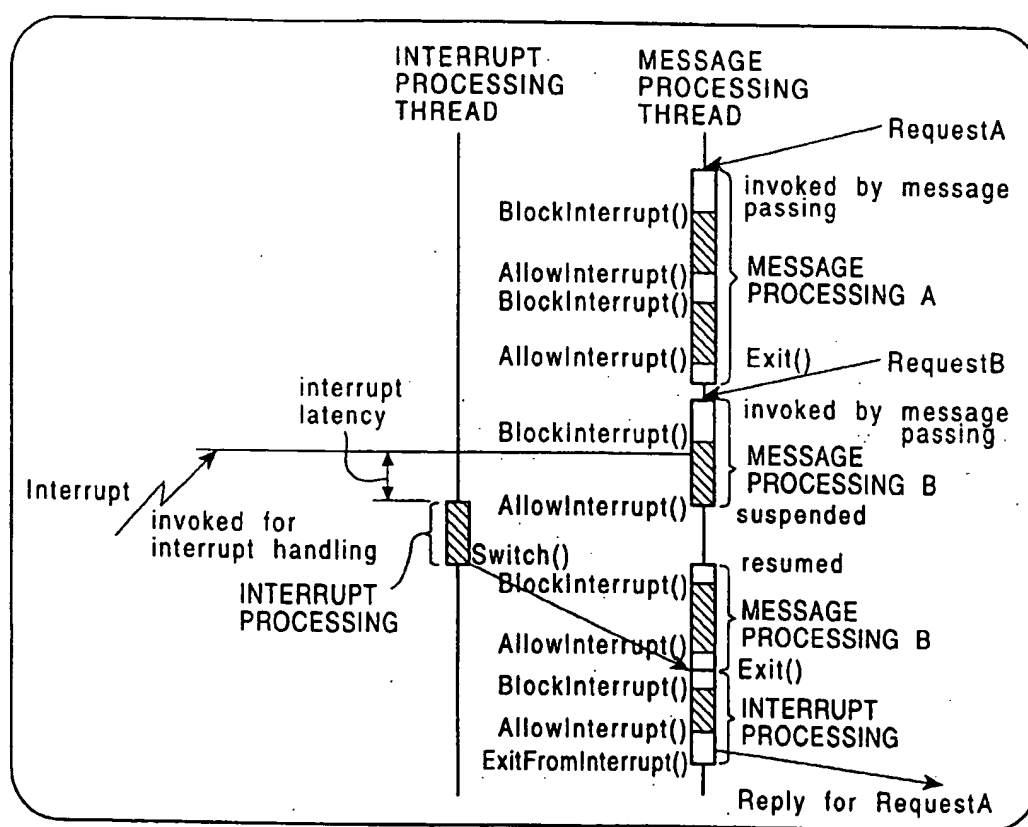 INTERRUPT
PROCESSING
THREAD
MESSAGE
PROCESSING
THREAD
RequestA
invoked by message
passing
BlockInterrupt()
AllowInterrupt()
MESSAGE
PROCESSING A
BlockInterrupt()
AllowInterrupt()
Exit()
RequestB
interrupt
latency
invoked by message
passing
BlockInterrupt()
MESSAGE
PROCESSING B
Interrupt
AllowInterrupt()
suspended
invoked for
interrupt handling
Switch()
resumed
INTERRUPT
PROCESSING
BlockInterrupt()
MESSAGE
PROCESSING B
AllowInterrupt()
Exit()
BlockInterrupt()
INTERRUPT
PROCESSING
AllowInterrupt()
ExitFromInterrupt()
Reply for RequestA